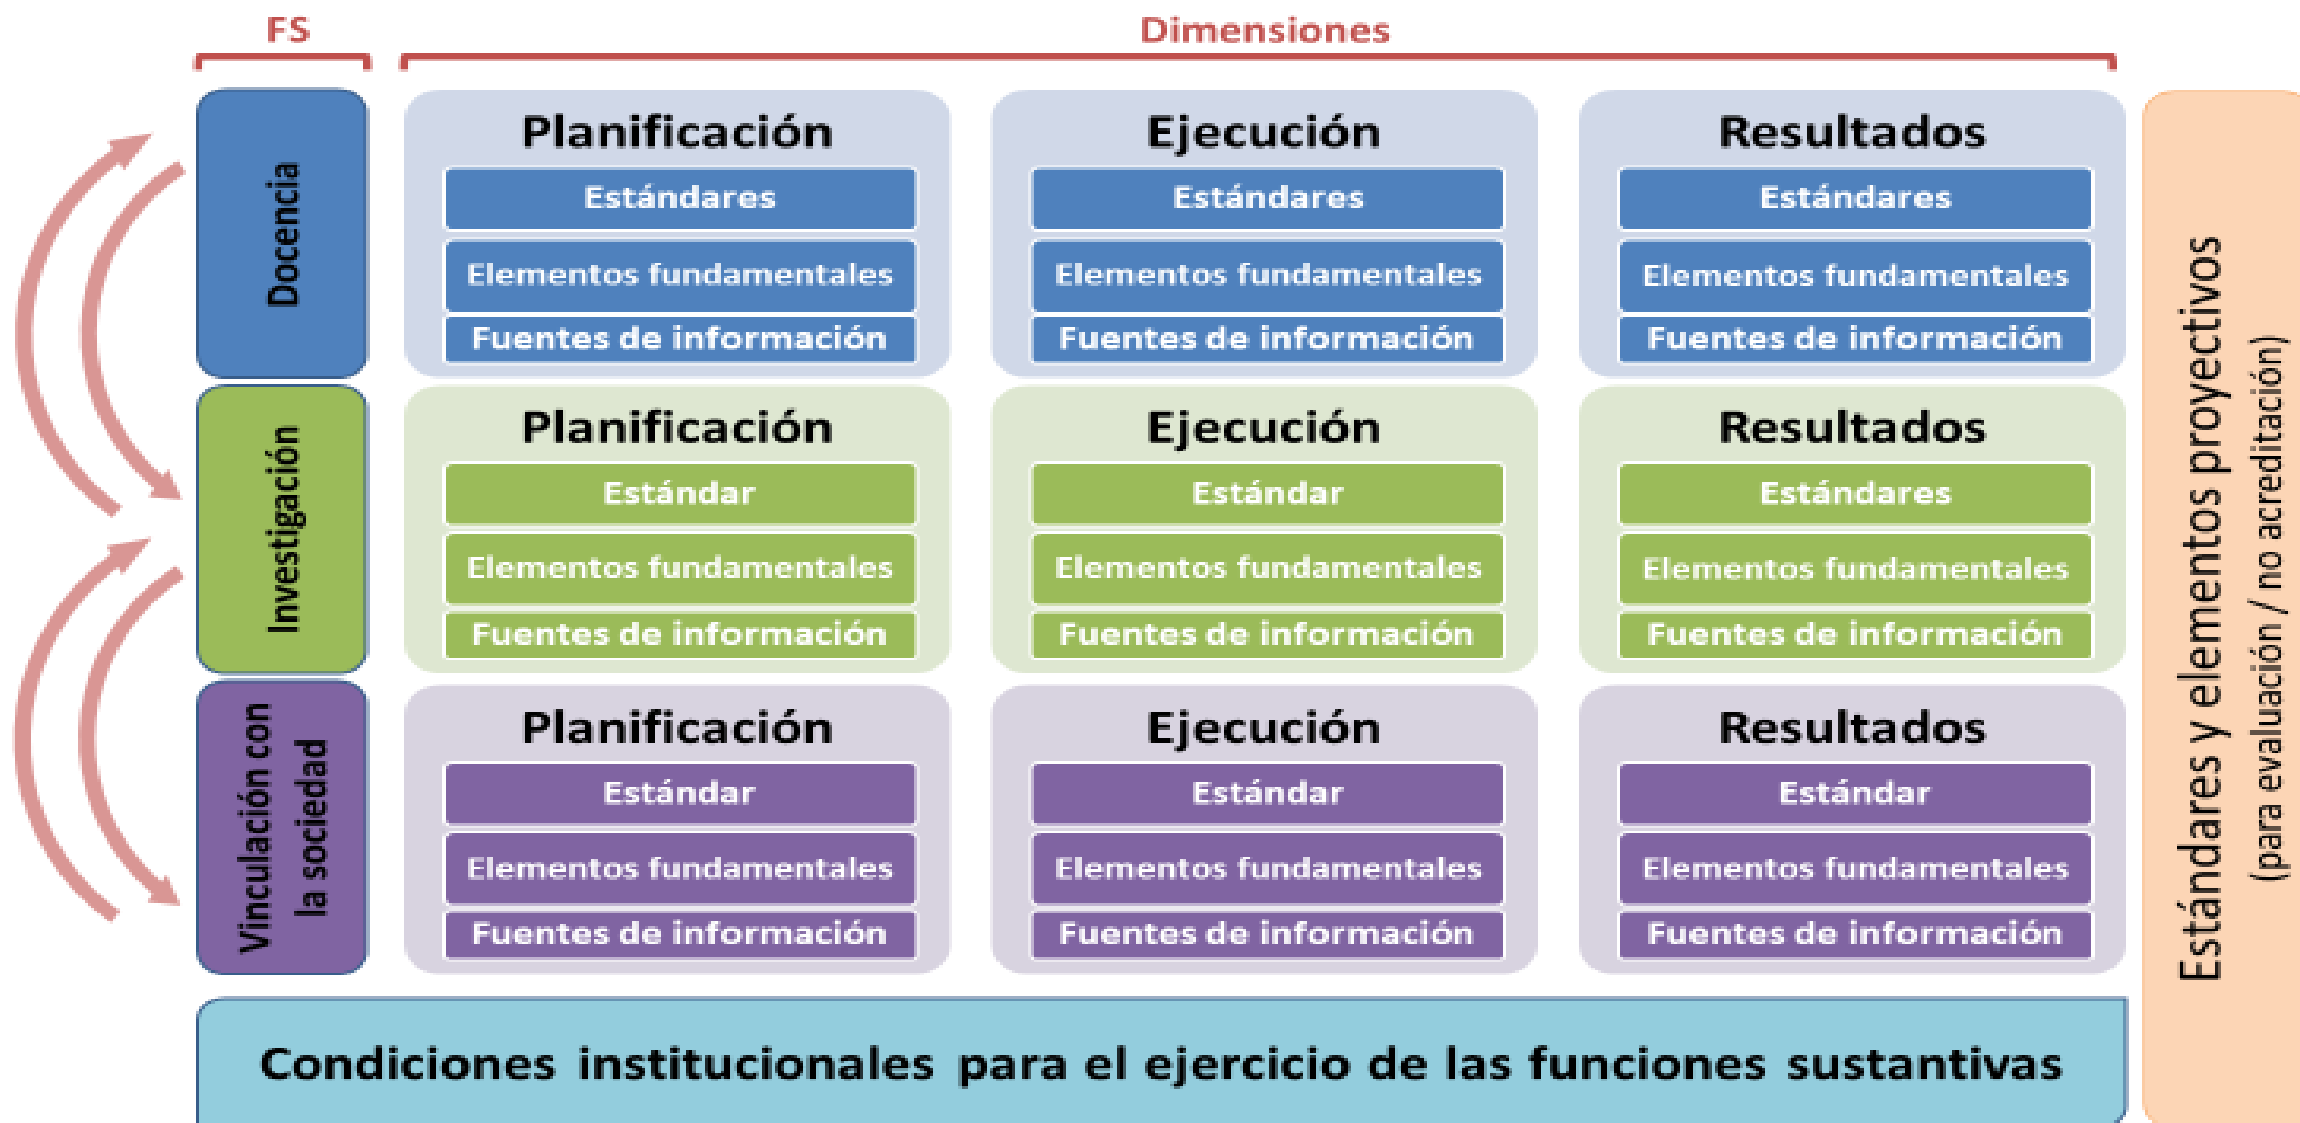 FS
Dimensiones
Docencia
Planificación
Estándares
Elementos fundamentales
Fuentes de información
Ejecución
Estándares
Elementos fundamentales
Fuentes de información
Resultados
Estándares
Elementos fundamentales
Fuentes de información
Investigación
Planificación
Estándar
Elementos fundamentales
Fuentes de información
Ejecución
Estándar
Elementos fundamentales
Fuentes de información
Resultados
Estándares
Elementos fundamentales
Fuentes de información
Vinculación con
la sociedad
Planificación
Estándar
Elementos fundamentales
Fuentes de información
Ejecución
Estándar
Elementos fundamentales
Fuentes de información
Resultados
Estándar
Elementos fundamentales
Fuentes de información
Condiciones institucionales para el ejercicio de las funciones sustantivas
Estándares y elementos proyectivos
(para evaluación / no acreditación)